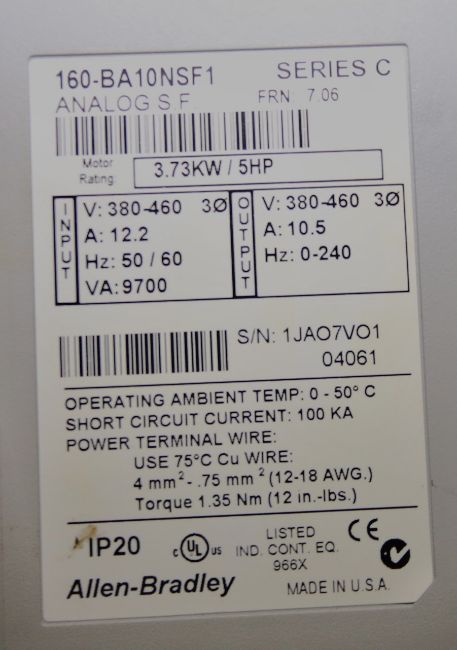 160-BA10NSF1 SERIES C
ANALOG S.F. FRN 7.06
Motor Rating: 3.73KW / 5HP
INPUT
V: 380-460 3Ø
A: 12.2
Hz: 50 / 60
VA: 9700
OUTPUT
V: 380-460 3Ø
A: 10.5
Hz: 0-240
S/N: 1JAO7VO1
04061
OPERATING AMBIENT TEMP: 0 - 50° C
SHORT CIRCUIT CURRENT: 100 KA
POWER TERMINAL WIRE:
USE 75°C Cu WIRE:
4 mm²- .75 mm² (12-18 AWG.)
Torque 1.35 Nm (12 in.-lbs.)
IP20
c UL us
LISTED
IND. CONT. EQ.
966X
CE
Allen-Bradley MADE IN U.S.A.